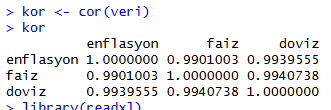 > kor <- cor(veri)
> kor
enflasyon faiz doviz
enflasyon 1.0000000 0.9901003 0.9939555
faiz 0.9901003 1.0000000 0.9940738
doviz 0.9939555 0.9940738 1.0000000
> library(readxl)